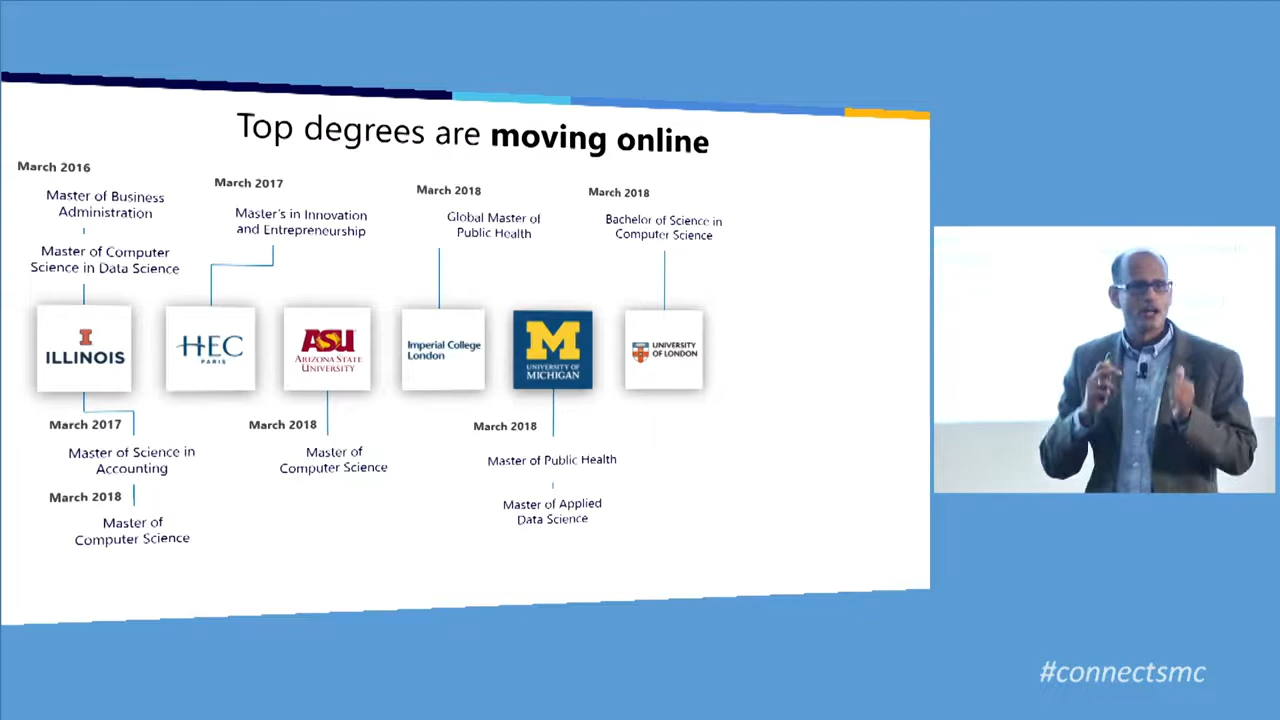 Top degrees are moving online
March 2016
Master of Business
Administration
Master of Computer
Science in Data Science
March 2017
Master's in Innovation
and Entrepreneurship
March 2018
Global Master of
Public Health
March 2018
Bachelor of Science in
Computer Science
I
ILLINOIS
HEC
PARIS
ASU
ARIZONA STATE
UNIVERSITY
Imperial College
London
M
UNIVERSITY OF
MICHIGAN
UNIVERSITY
OF LONDON
March 2017
Master of Science in
Accounting
March 2018
Master of
Computer Science
March 2018
Master of
Computer Science
March 2018
Master of Public Health
Master of Applied
Data Science
#connectsmc